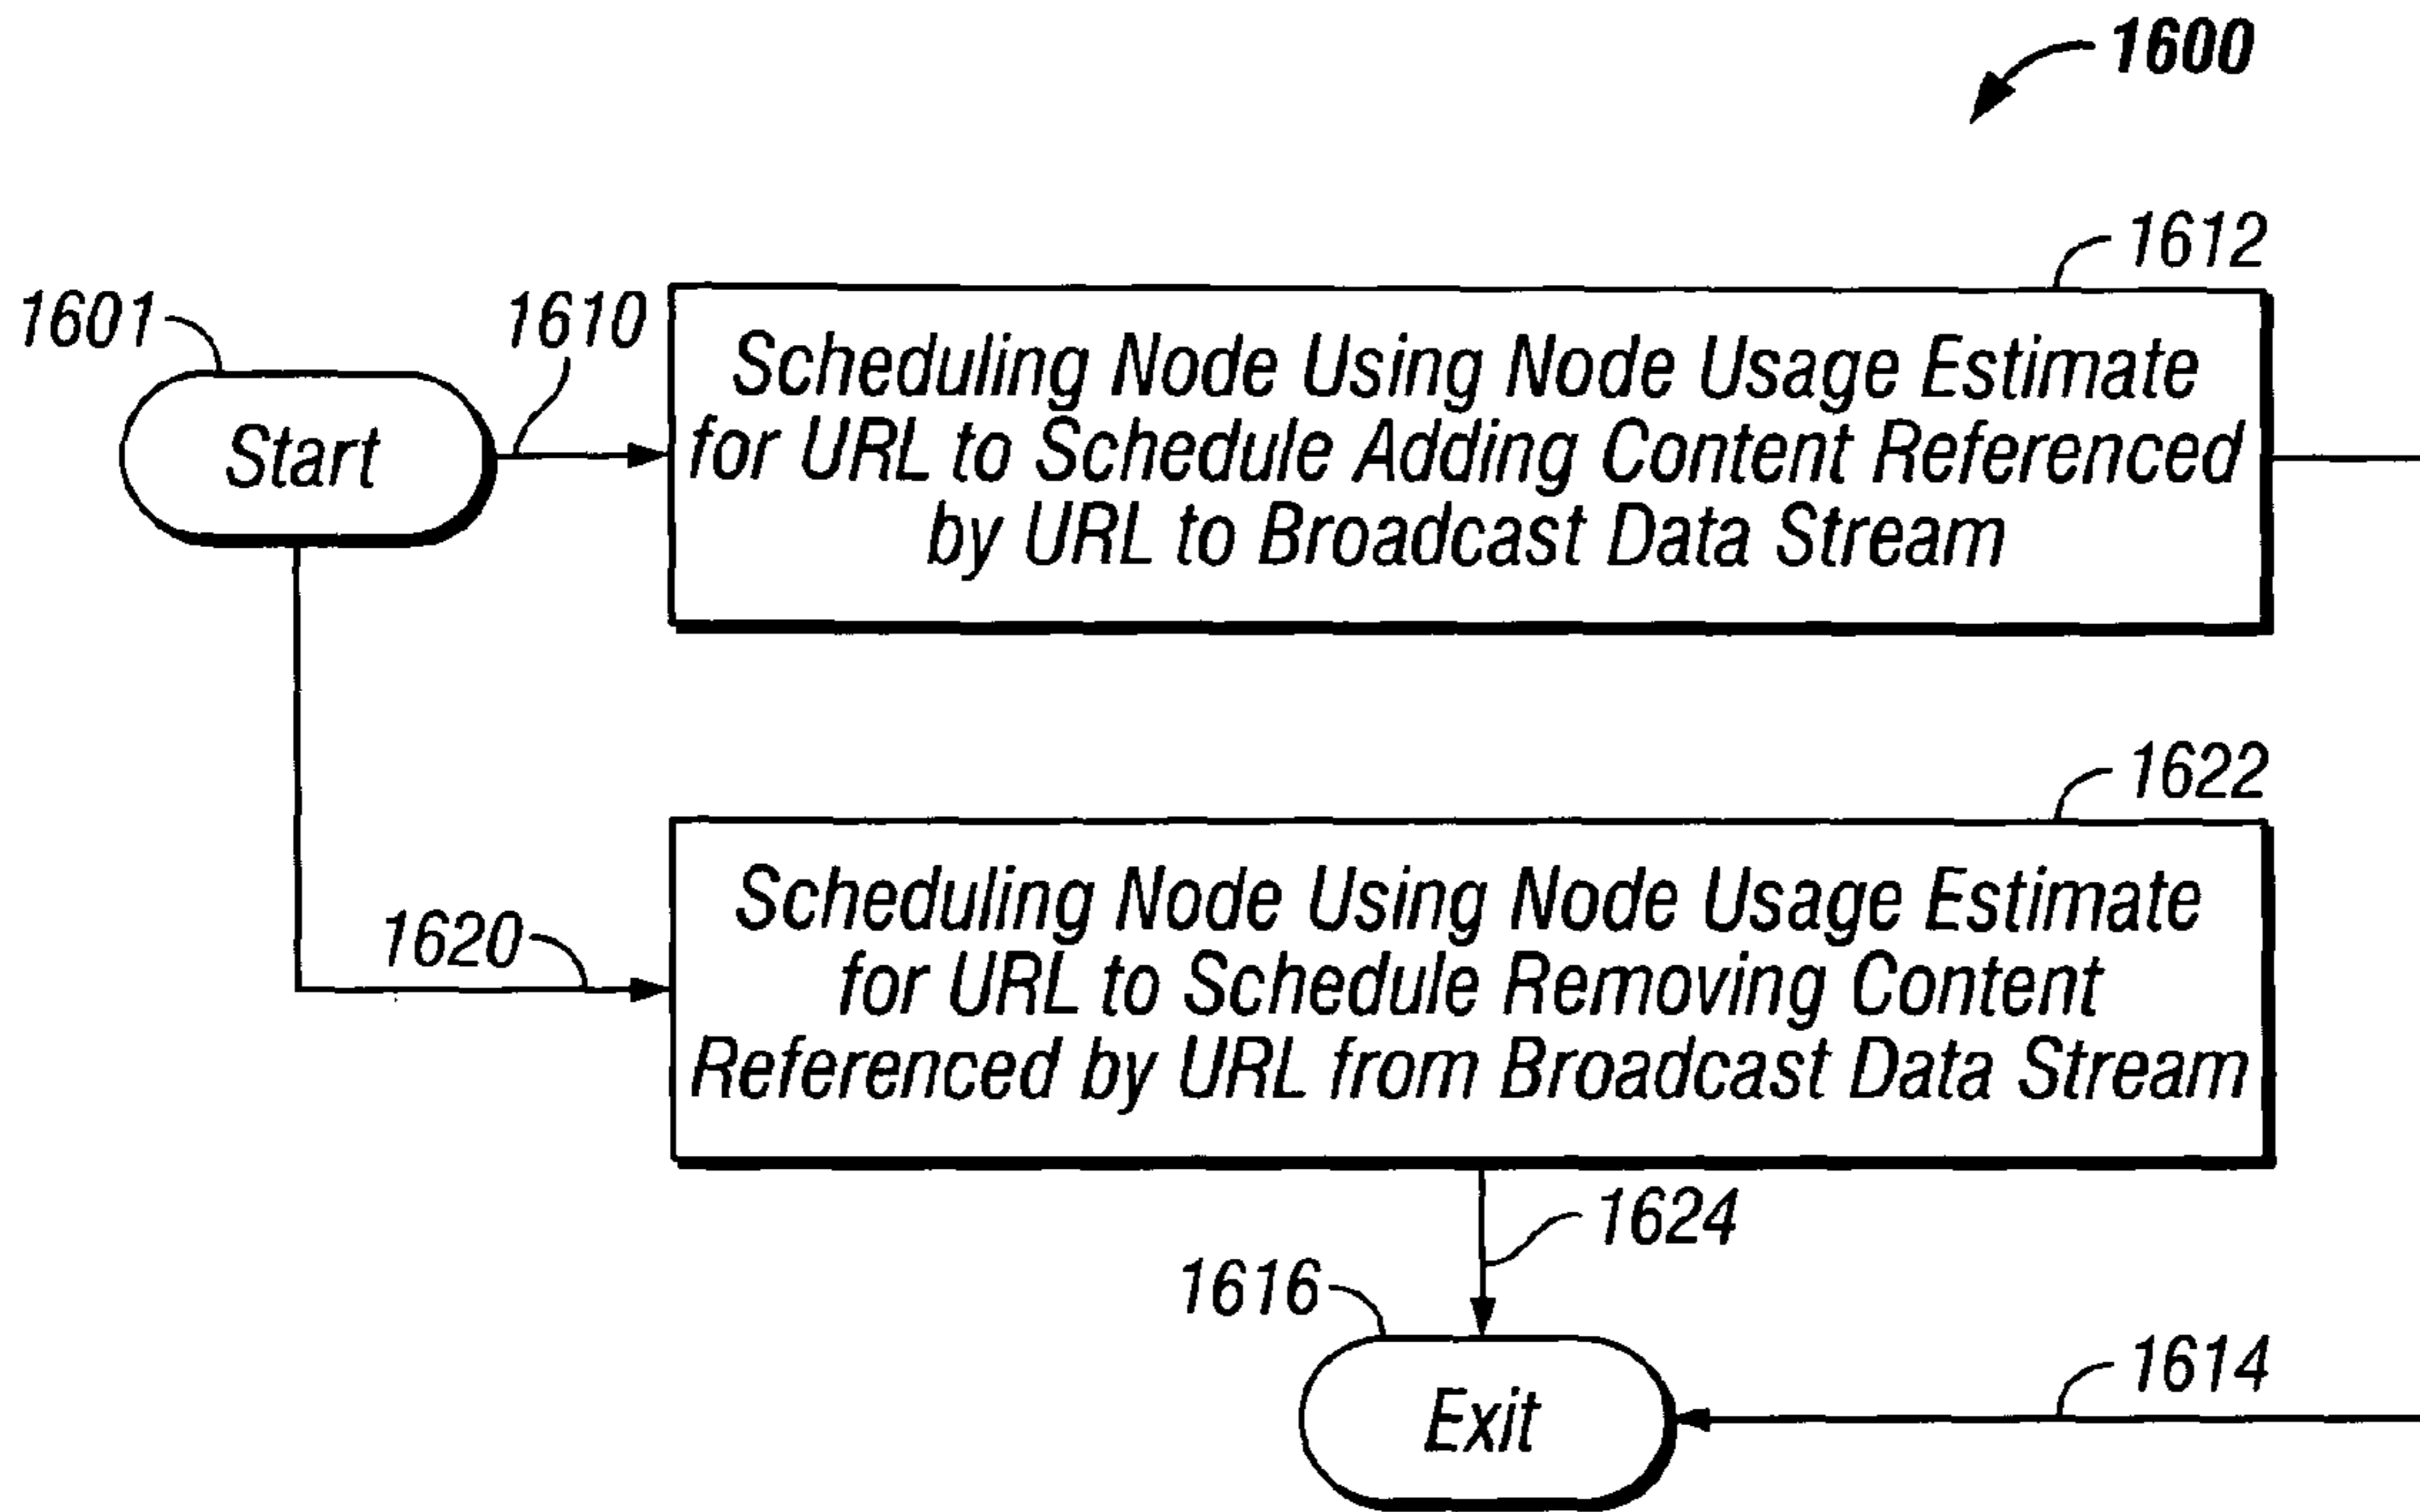 1600
1612
1601
1610
Start
Scheduling Node Using Node Usage Estimate
for URL to Schedule Adding Content Referenced
by URL to Broadcast Data Stream
1622
1620
Scheduling Node Using Node Usage Estimate
for URL to Schedule Removing Content
Referenced by URL from Broadcast Data Stream
1624
1616
1614
Exit